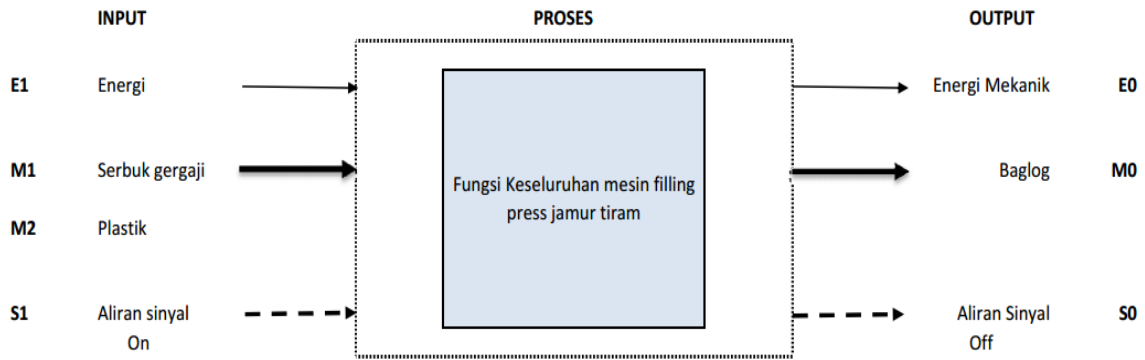 INPUT PROSES OUTPUT
E1 Energi Energi Mekanik E0
M1 Serbuk gergaji Baglog M0
Fungsi Keseluruhan mesin filling
press jamur tiram
M2 Plastik
S1 Aliran sinyal Aliran Sinyal S0
On Off